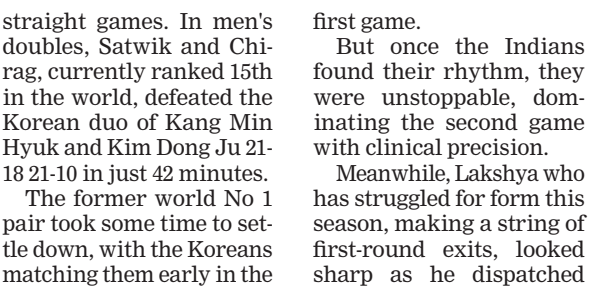 straight games. In men's
doubles, Satwik and Chi-
rag, currently ranked 15th
in the world, defeated the
Korean duo of Kang Min
Hyuk and Kim Dong Ju 21-
18 21-10 in just 42 minutes.
The former world No 1
pair took some time to set-
tle down, with the Koreans
matching them early in the
first game.
But once the Indians
found their rhythm, they
were unstoppable, dom-
inating the second game
with clinical precision.
Meanwhile, Lakshya who
has struggled for form this
season, making a string of
first-round exits, looked
sharp as he dispatched